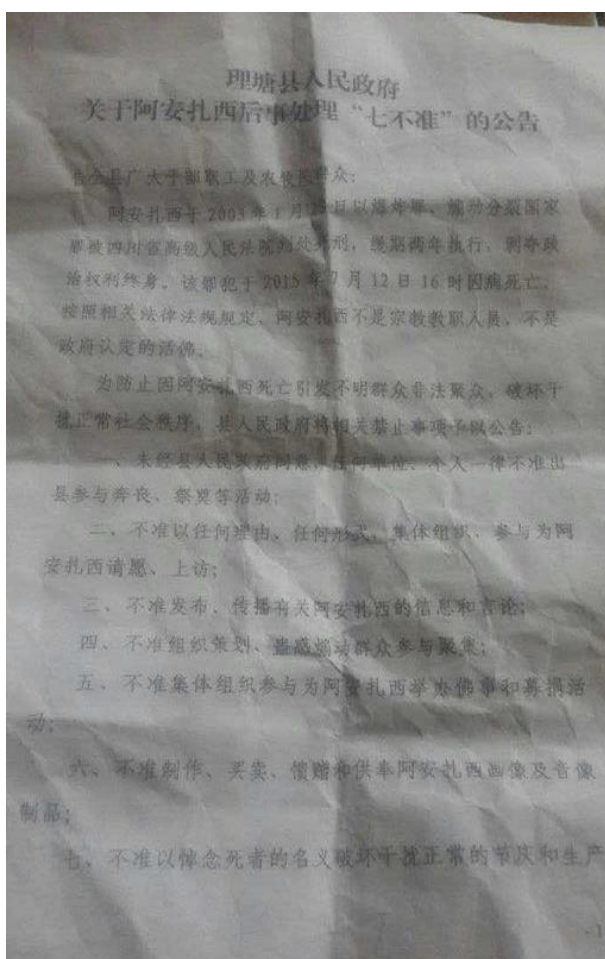 理塘县人民政府
关于阿安扎西后事处理“七不准”的公告
告全县广大干部职工及农牧民群众：
阿安扎西于2003年1月日以爆炸罪、煽动分裂国家
罪被四川省高级人民法院判处死刑，缓期两年执行，剥夺政
治权利终身。该罪犯于2015年7月12日16时因病死亡。
按照相关法律法规规定，阿安扎西不是宗教教职人员，不是
政府认定的活佛。
为防止因阿安扎西死亡引发不明群众非法聚众，破坏干
扰正常社会秩序，县人民政府将相关禁止事项予以公告：
一、未经县人民政府同意，任何单位、个人一律不准出
县参与奔丧、祭奠等活动；
二、不准以任何理由、任何形式，集体组织、参与为阿
安扎西请愿、上访；
三、不准发布、传播有关阿安扎西的信息和言论；
四、不准组织策划、蛊惑煽动群众参与聚集；
五、不准集体组织参与为阿安扎西举办佛事和募捐活
动；
六、不准制作、买卖、馈赠和供奉阿安扎西画像及音像
制品；
七、不准以悼念死者的名义破坏干扰正常的节庆和生产
-1